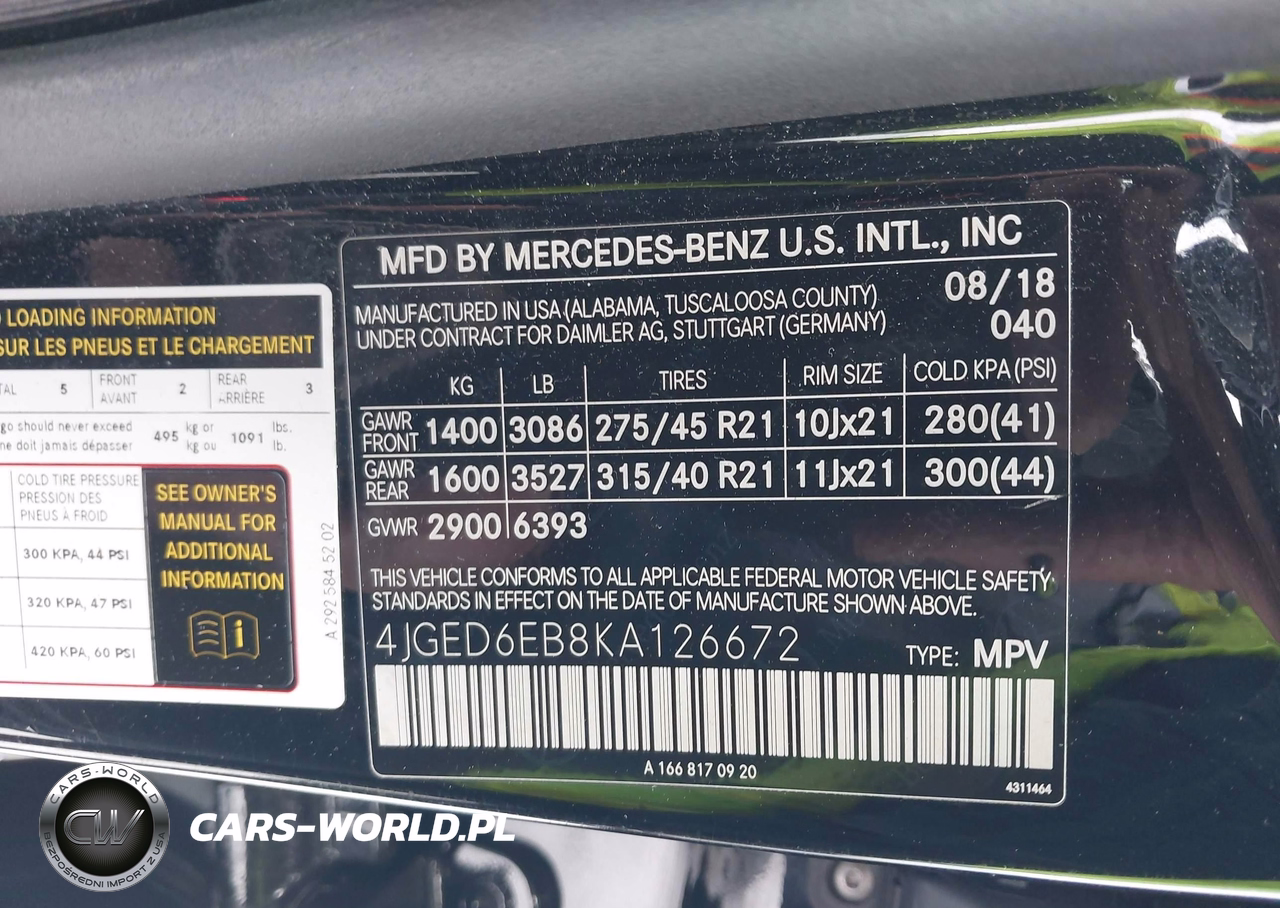 LOADING INFORMATION
SUR LES PNEUS ET LE CHARGEMENT
5 FRONT AVANT 2 REAR ARRIÈRE 3
should never exceed 495 kg or 1091 lbs.
doit jamais dépasser kg ou lb.
COLD TIRE PRESSURE
PRESSION DES
PNEUS À FROID
300 KPA, 44 PSI
320 KPA, 47 PSI
420 KPA, 60 PSI
SEE OWNER'S
MANUAL FOR
ADDITIONAL
INFORMATION
A 292 584 52 02
MFD BY MERCEDES-BENZ U.S. INTL., INC
MANUFACTURED IN USA (ALABAMA, TUSCALOOSA COUNTY) 08/18
UNDER CONTRACT FOR DAIMLER AG, STUTTGART (GERMANY) 040
KG LB TIRES RIM SIZE COLD KPA (PSI)
GAWR FRONT 1400 3086 275/45 R21 10Jx21 280(41)
GAWR REAR 1600 3527 315/40 R21 11Jx21 300(44)
GVWR 2900 6393
THIS VEHICLE CONFORMS TO ALL APPLICABLE FEDERAL MOTOR VEHICLE SAFETY
STANDARDS IN EFFECT ON THE DATE OF MANUFACTURE SHOWN ABOVE.
4JGED6EB8KA126672 TYPE: MPV
A 166 817 09 20
4311464
CARS-WORLD
CW
BEZPOŚREDNI IMPORT Z USA
CARS-WORLD.PL